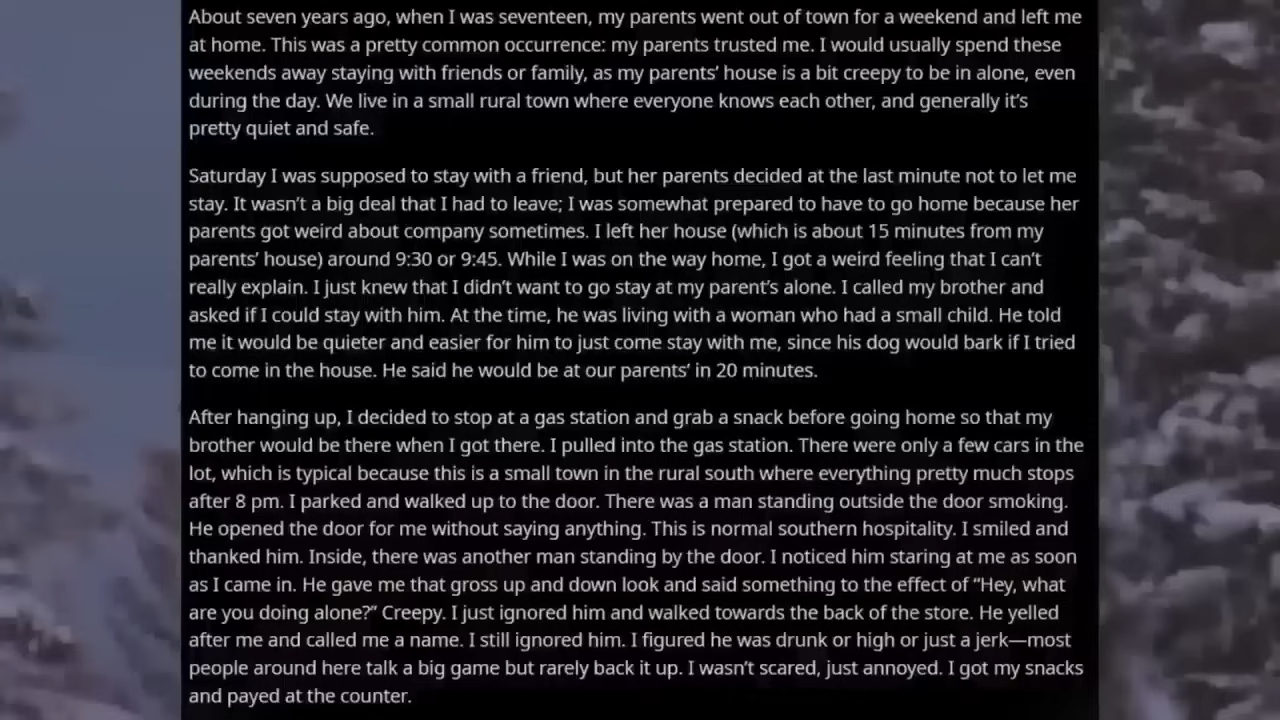 About seven years ago, when I was seventeen, my parents went out of town for a weekend and left me
at home. This was a pretty common occurrence: my parents trusted me. I would usually spend these
weekends away staying with friends or family, as my parents’ house is a bit creepy to be in alone, even
during the day. We live in a small rural town where everyone knows each other, and generally it’s
pretty quiet and safe.
Saturday I was supposed to stay with a friend, but her parents decided at the last minute not to let me
stay. It wasn’t a big deal that I had to leave; I was somewhat prepared to have to go home because her
parents got weird about company sometimes. I left her house (which is about 15 minutes from my
parents’ house) around 9:30 or 9:45. While I was on the way home, I got a weird feeling that I can’t
really explain. I just knew that I didn’t want to go stay at my parent’s alone. I called my brother and
asked if I could stay with him. At the time, he was living with a woman who had a small child. He told
me it would be quieter and easier for him to just come stay with me, since his dog would bark if I tried
to come in the house. He said he would be at our parents’ in 20 minutes.
After hanging up, I decided to stop at a gas station and grab a snack before going home so that my
brother would be there when I got there. I pulled into the gas station. There were only a few cars in the
lot, which is typical because this is a small town in the rural south where everything pretty much stops
after 8 pm. I parked and walked up to the door. There was a man standing outside the door smoking.
He opened the door for me without saying anything. This is normal southern hospitality. I smiled and
thanked him. Inside, there was another man standing by the door. I noticed him staring at me as soon
as I came in. He gave me that gross up and down look and said something to the effect of “Hey, what
are you doing alone?” Creepy. I just ignored him and walked towards the back of the store. He yelled
after me and called me a name. I still ignored him. I figured he was drunk or high or just a jerk—most
people around here talk a big game but rarely back it up. I wasn’t scared, just annoyed. I got my snacks
and payed at the counter.